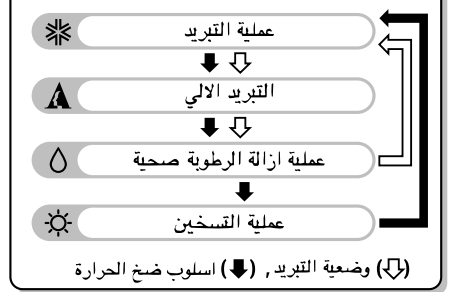 عملية التبريد
التبريد الالي
عملية ازالة الرطوبة صحية
عملية التسخين
(⇩) وضعية التبريد, (⬇) اسلوب ضخ الحرارة